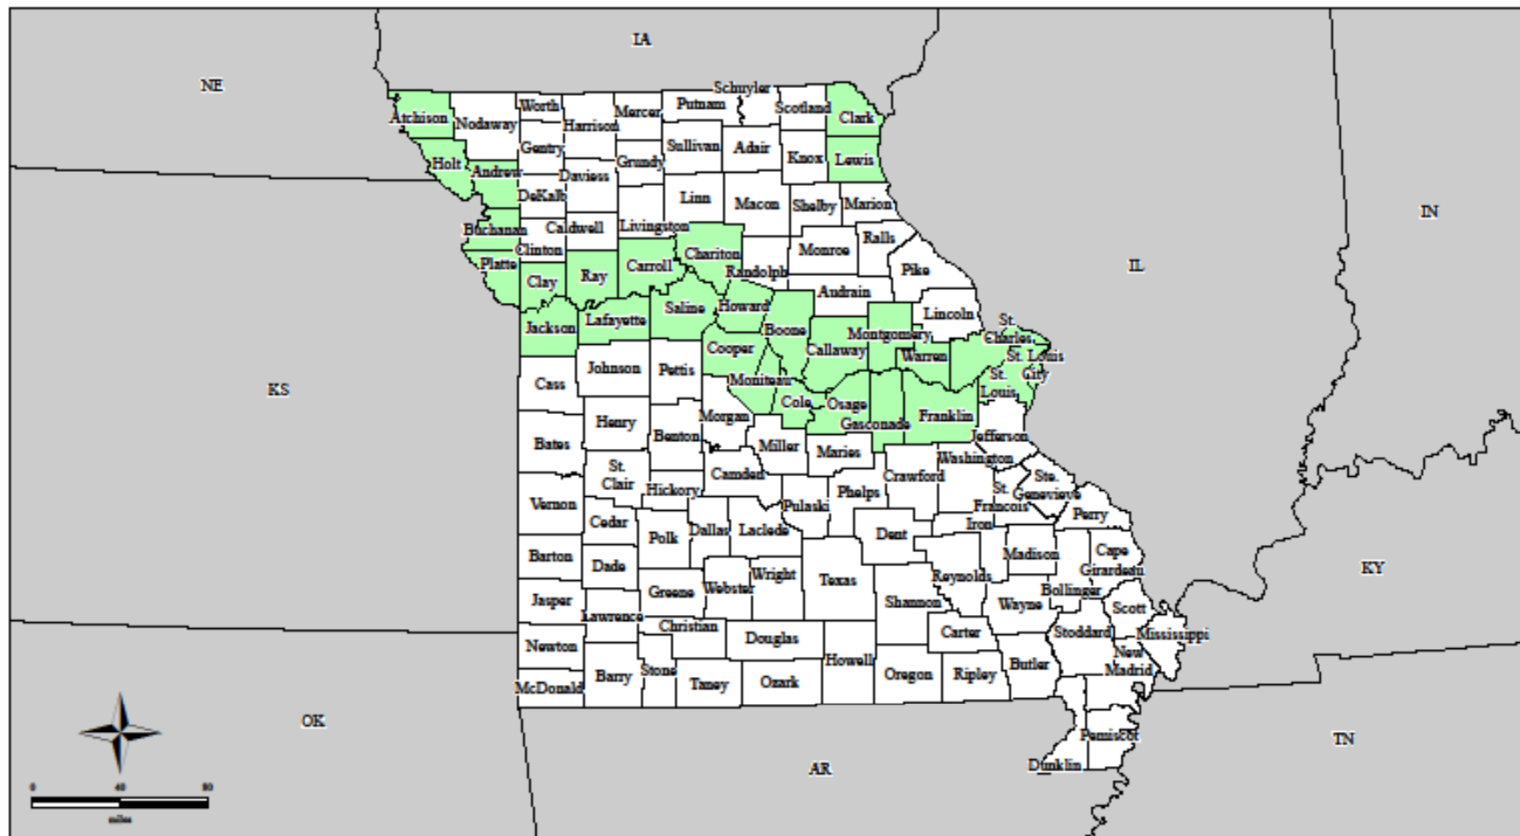 IA
NE
Schuyler
Worth
Mercer
Putnam
Scotland
Atchison
Nodaway
Harrison
Clark
Gentry
Sullivan
Adair
Knox
Lewis
Holt
Andrew
Daviess
Grundy
DeKalb
Linn
Macon
Shelby
Marion
IN
Buchanan
Caldwell
Livingston
Ralls
Clinton
Chariton
Monroe
Platte
Carroll
Randolph
Pike
IL
Clay
Ray
Audrain
Saline
Howard
Lincoln
Jackson
Lafayette
Boone
Montgomery
St.
Charles
Cooper
Callaway
Warren
St. Louis
City
Johnson
Pettis
Moniteau
St.
Louis
KS
Cass
Cole
Osage
Morgan
Gasconade
Franklin
Henry
Benton
Jefferson
Bates
Miller
Maries
Washington
St.
Clair
Camden
Crawford
Ste.
Genevieve
Hickory
Phelps
St.
Francois
Vernon
Pulaski
Perry
Cedar
Dallas
Laclede
Iron
Polk
Dent
Barton
Madison
Cape
Girardeau
Dade
Wright
Texas
Reynolds
KY
Greene
Webster
Bollinger
Jasper
Shannon
Wayne
Scott
Lawrence
Christian
Carter
Stoddard
Mississippi
Newton
Douglas
New
Madrid
Howell
Butler
Barry
Stone
Oregon
Ripley
McDonald
Taney
Ozark
OK
Pemiscot
TN
Dunklin
AR
0 40 80
miles